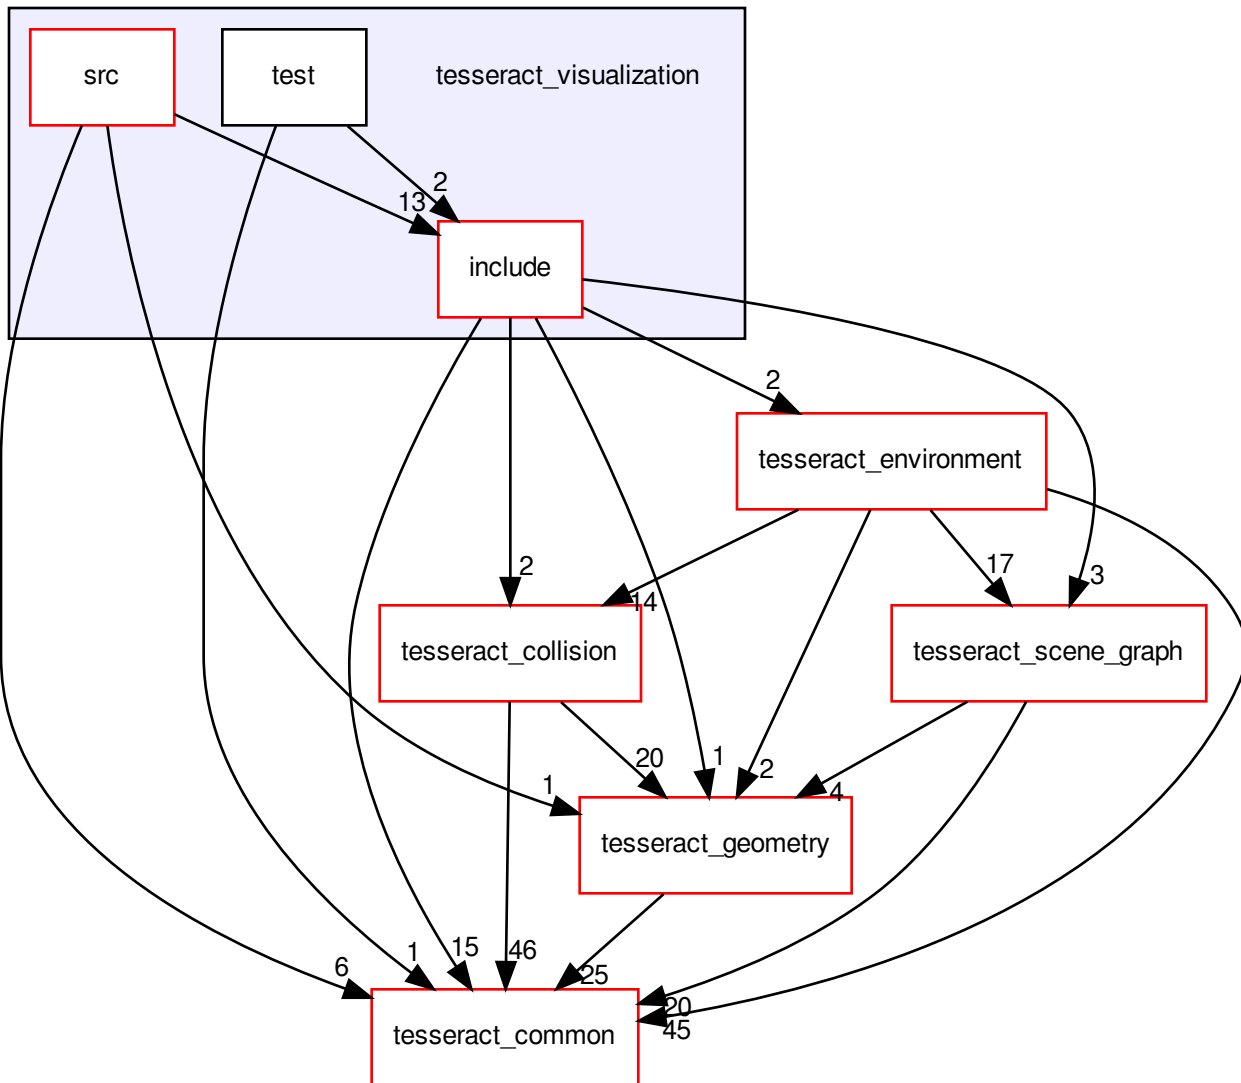 src
test
tesseract_visualization
13
2
include
2
tesseract_environment
2
14
17
3
tesseract_collision
tesseract_scene_graph
1
20
1
2
4
tesseract_geometry
6
1
15
46
25
20
45
tesseract_common